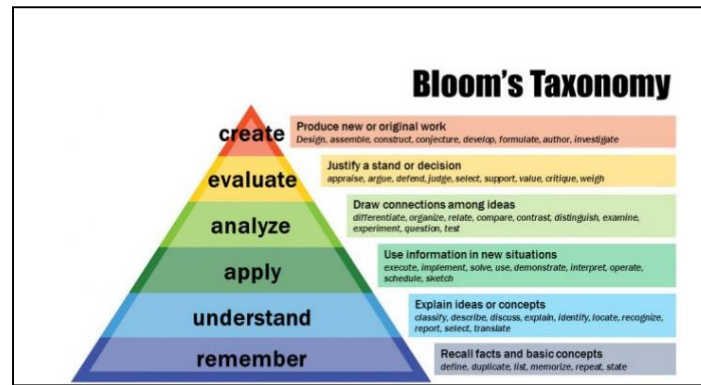 Bloom's Taxonomy
create
Produce new or original work
Design, assemble, construct, conjecture, develop, formulate, author, investigate
evaluate
Justify a stand or decision
appraise, argue, defend, judge, select, support, value, critique, weigh
analyze
Draw connections among ideas
differentiate, organize, relate, compare, contrast, distinguish, examine,
experiment, question, test
apply
Use information in new situations
execute, implement, solve, use, demonstrate, interpret, operate,
schedule, sketch
understand
Explain ideas or concepts
classify, describe, discuss, explain, identify, locate, recognize,
report, select, translate
remember
Recall facts and basic concepts
define, duplicate, list, memorize, repeat, state